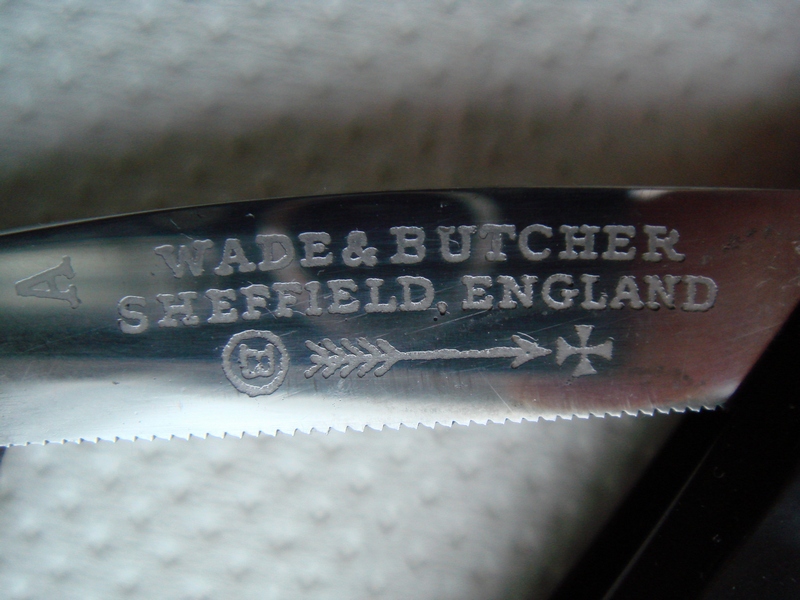 A
WADE & BUTCHER
SHEFFIELD, ENGLAND